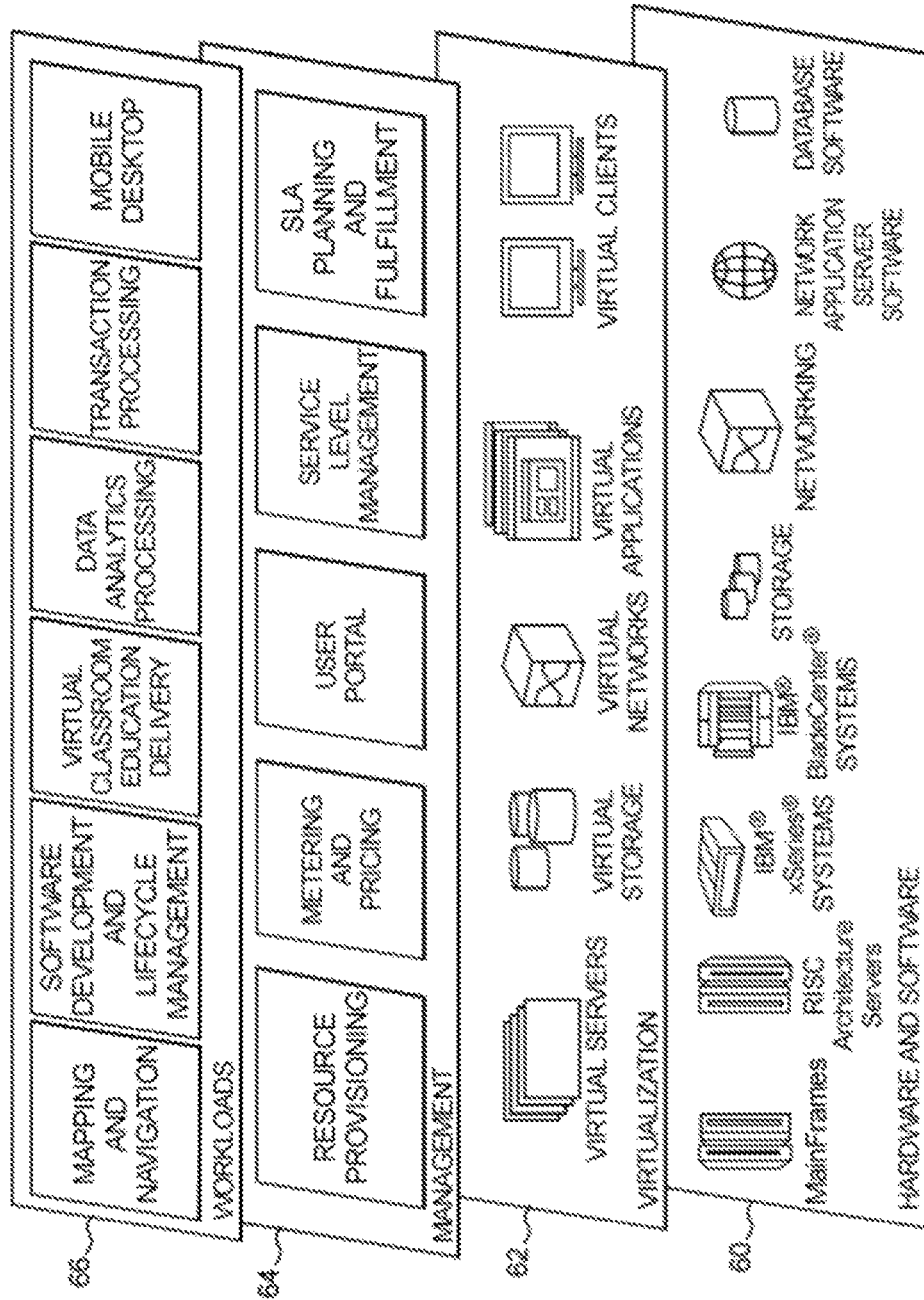 66
MAPPING
AND
NAVIGATION
SOFTWARE
DEVELOPMENT
AND
LIFECYCLE
MANAGEMENT
VIRTUAL
CLASSROOM
EDUCATION
DELIVERY
DATA
ANALYTICS
PROCESSING
TRANSACTION
PROCESSING
MOBILE
DESKTOP
WORKLOADS
64
RESOURCE
PROVISIONING
METERING
AND
PRICING
USER
PORTAL
SERVICE
LEVEL
MANAGEMENT
SLA
PLANNING
AND
FULFILLMENT
MANAGEMENT
62
VIRTUAL SERVERS
VIRTUAL
STORAGE
VIRTUAL
NETWORKS
VIRTUAL
APPLICATIONS
VIRTUAL CLIENTS
VIRTUALIZATION
60
MainFrames
RISC
Architecture
Servers
IBM®
xSeries®
SYSTEMS
IBM®
BladeCenter®
SYSTEMS
STORAGE
NETWORKING
NETWORK
APPLICATION
SERVER
SOFTWARE
DATABASE
SOFTWARE
HARDWARE AND SOFTWARE